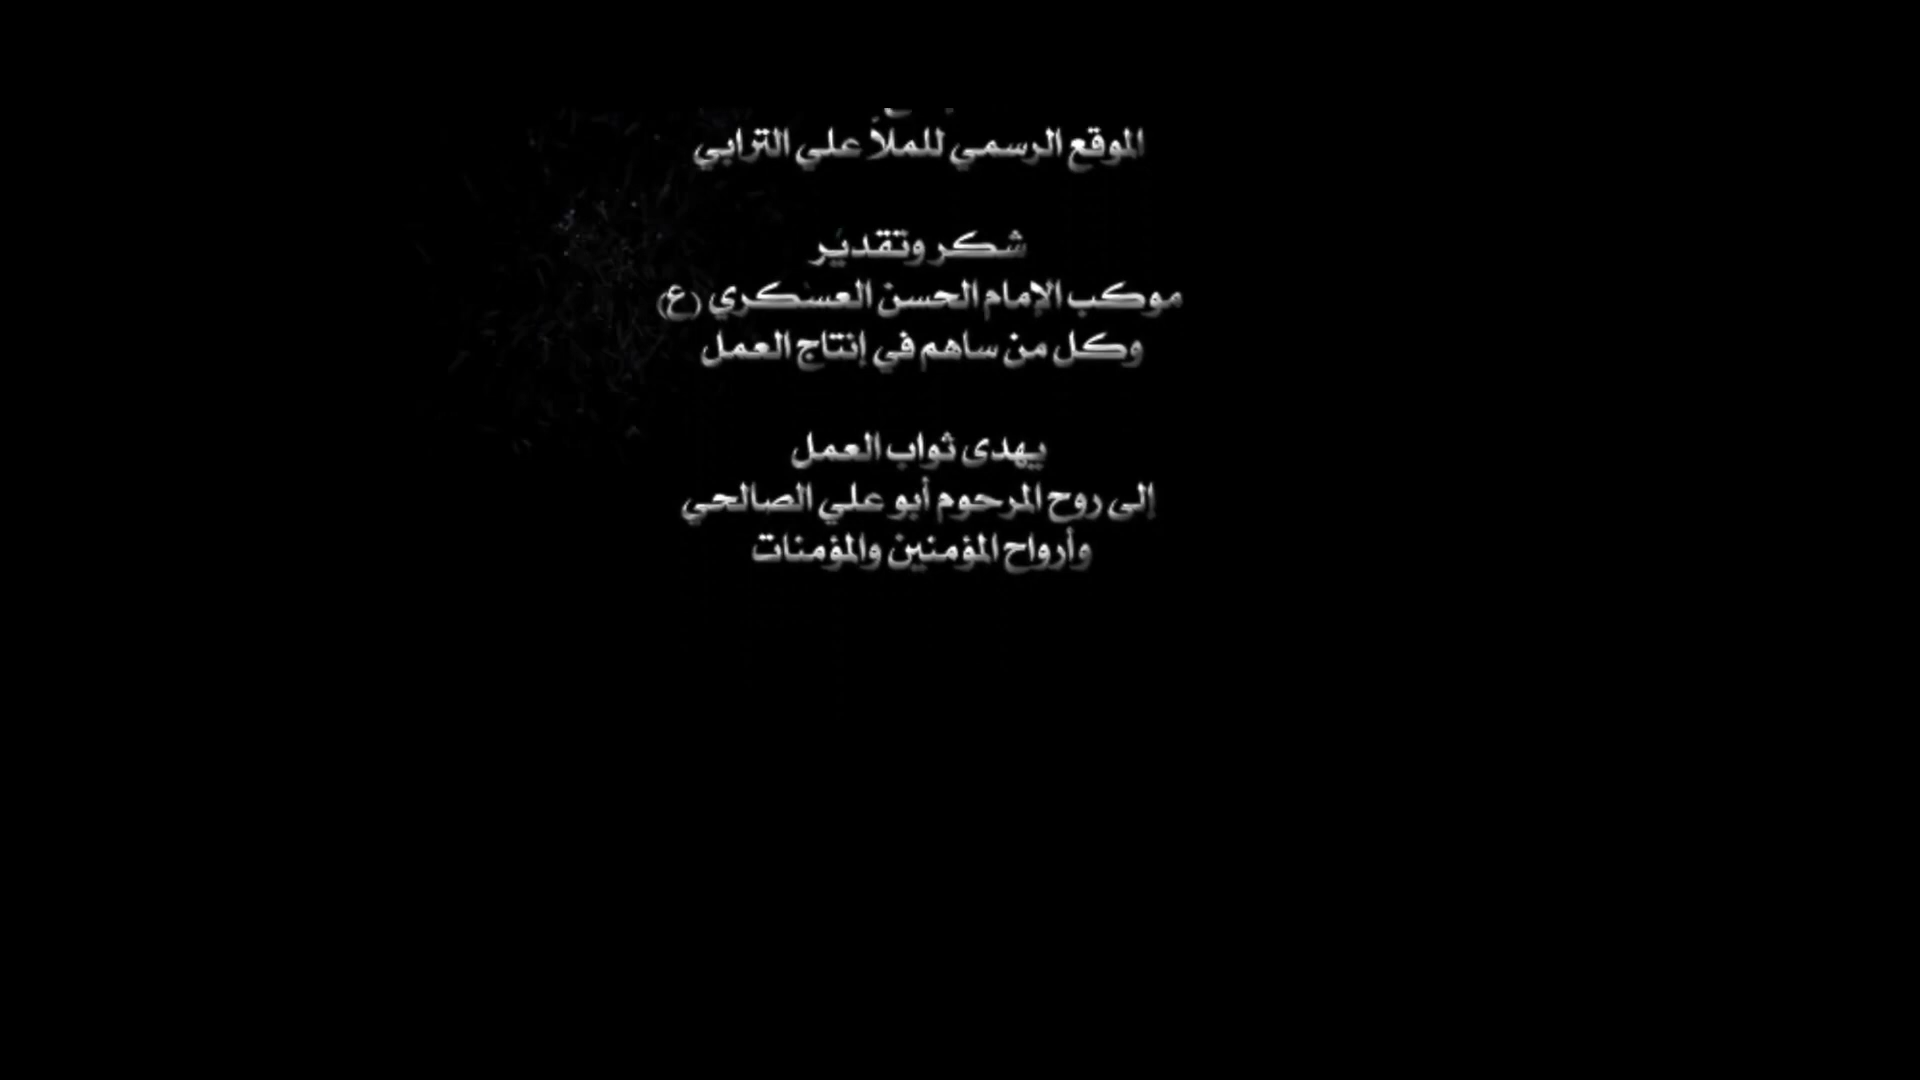 الموقع الرسمي للملأ علي الترابي
شكر وتقدير
موكب الإمام الحسن العسكري (ع)
وكل من ساهم في إنتاج العمل
يهدى ثواب العمل
إلى روح المرحوم أبو علي الصالحي
وأرواح المؤمنين والمؤمنات